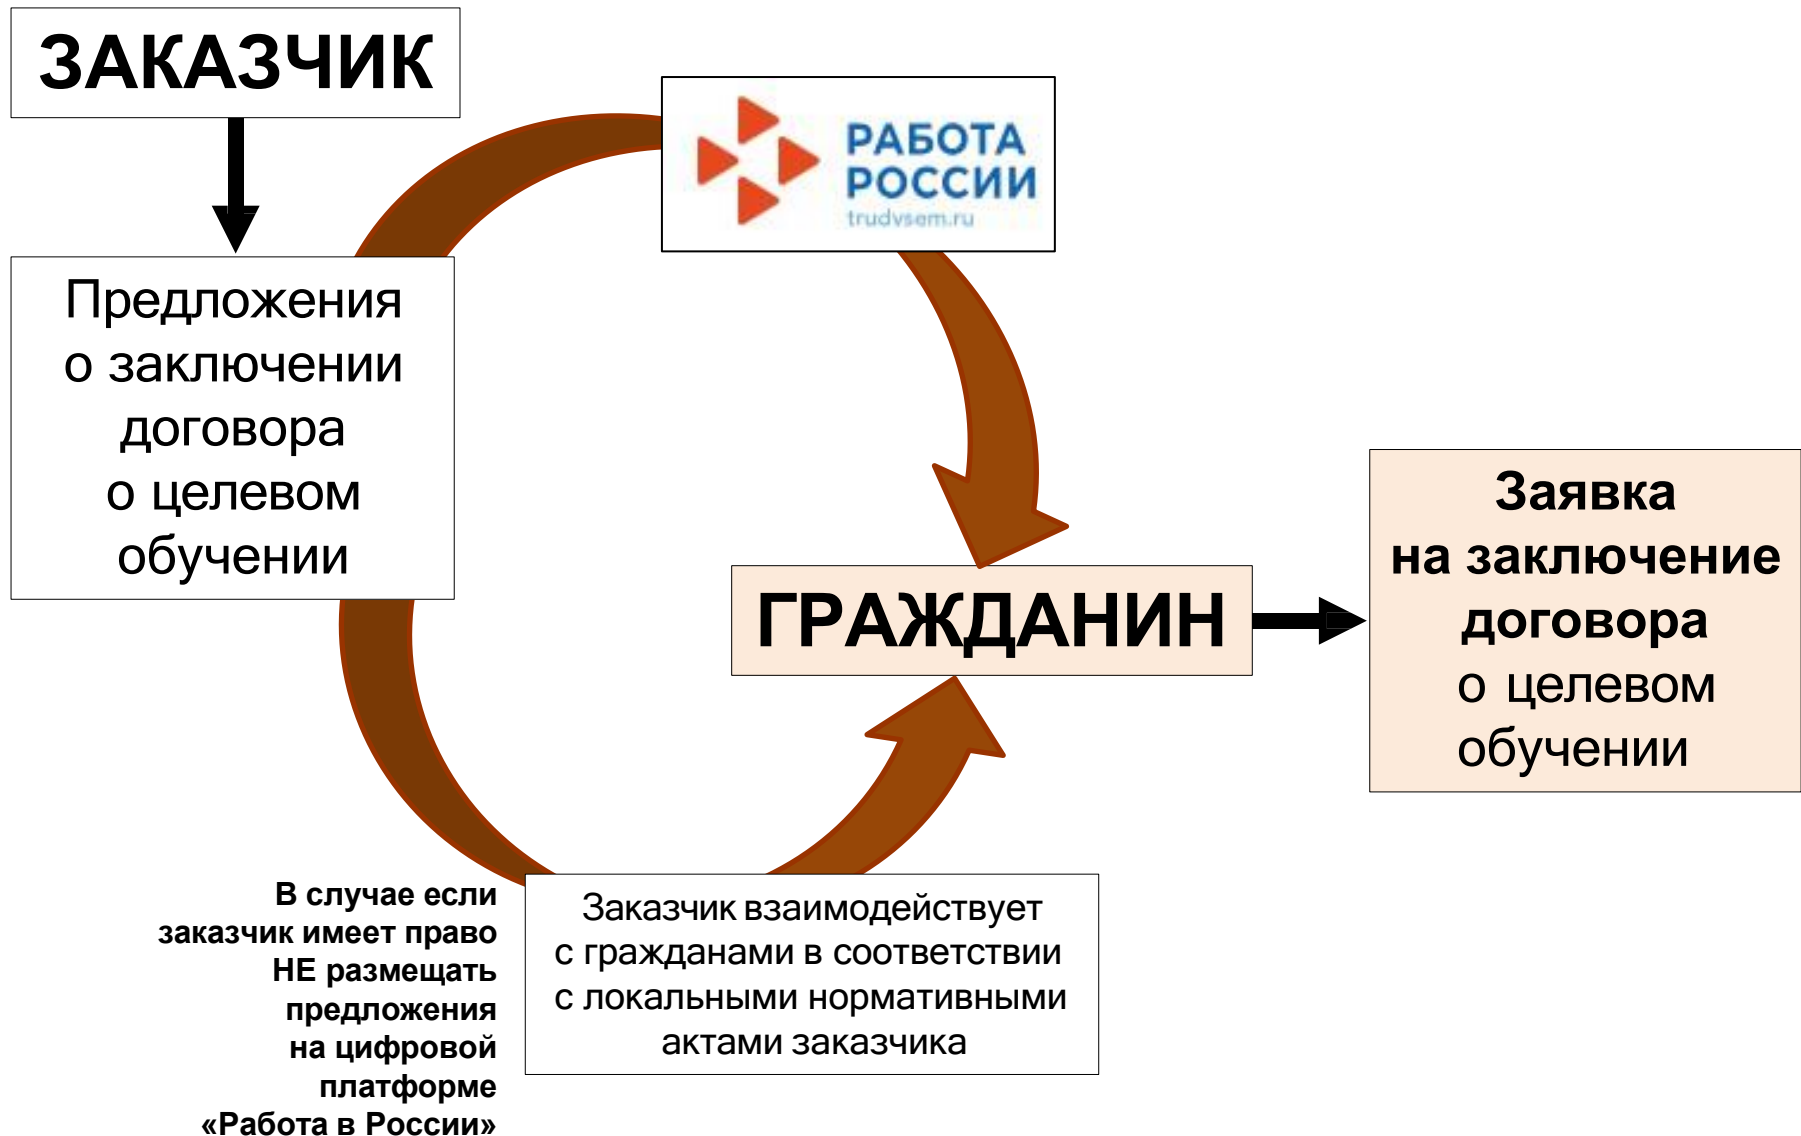 ЗАКАЗЧИК
РАБОТА
РОССИИ
trudvsem.ru
Предложения
о заключении
договора
о целевом
обучении
ГРАЖДАНИН
Заявка
на заключение
договора
о целевом
обучении
В случае если
заказчик имеет право
НЕ размещать
предложения
на цифровой
платформе
«Работа в России»
Заказчик взаимодействует
с гражданами в соответствии
с локальными нормативными
актами заказчика